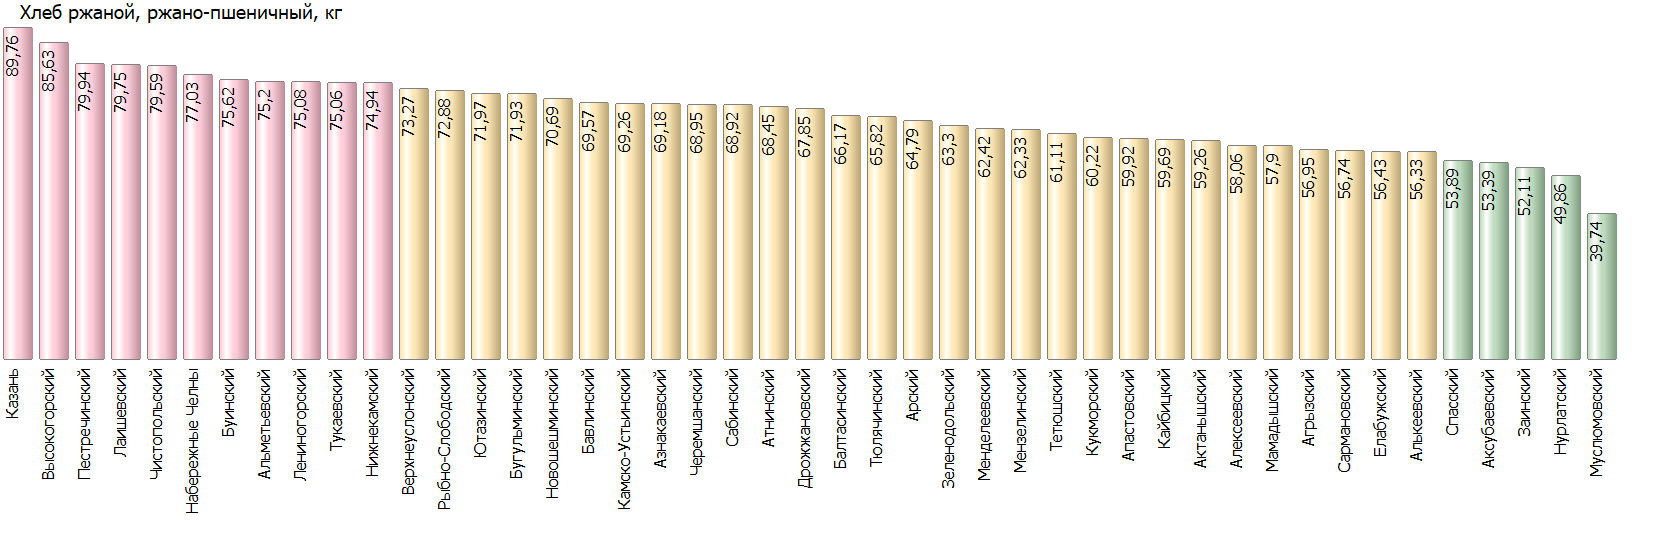 Хлеб ржаной, ржано-пшеничный, кг
89,76
85,63
79,94
79,75
79,59
77,03
75,62
75,2
75,08
75,06
74,94
73,27
72,88
71,97
71,93
70,69
69,57
69,26
69,18
68,95
68,92
68,45
67,85
66,17
65,82
64,79
63,3
62,42
62,33
61,11
60,22
59,92
59,69
59,26
58,06
57,9
56,95
56,74
56,43
56,33
53,89
53,39
52,11
49,86
39,74
Казань
Высокогорский
Пестречинский
Лаишевский
Чистопольский
Набережные Челны
Буинский
Альметьевский
Лениногорский
Тукаевский
Нижнекамский
Верхнеуслонский
Рыбно-Слободский
Ютазинский
Бугульминский
Новошешминский
Бавлинский
Камско-Устьинский
Азнакаевский
Черемшанский
Сабинский
Атнинский
Дрожжановский
Балтасинский
Тюлячинский
Арский
Зеленодольский
Менделеевский
Мензелинский
Тетюшский
Кукморский
Апастовский
Кайбицкий
Актанышский
Алексеевский
Мамадышский
Агрызский
Сармановский
Елабужский
Алькеевский
Спасский
Аксубаевский
Заинский
Нурлатский
Муслюмовский